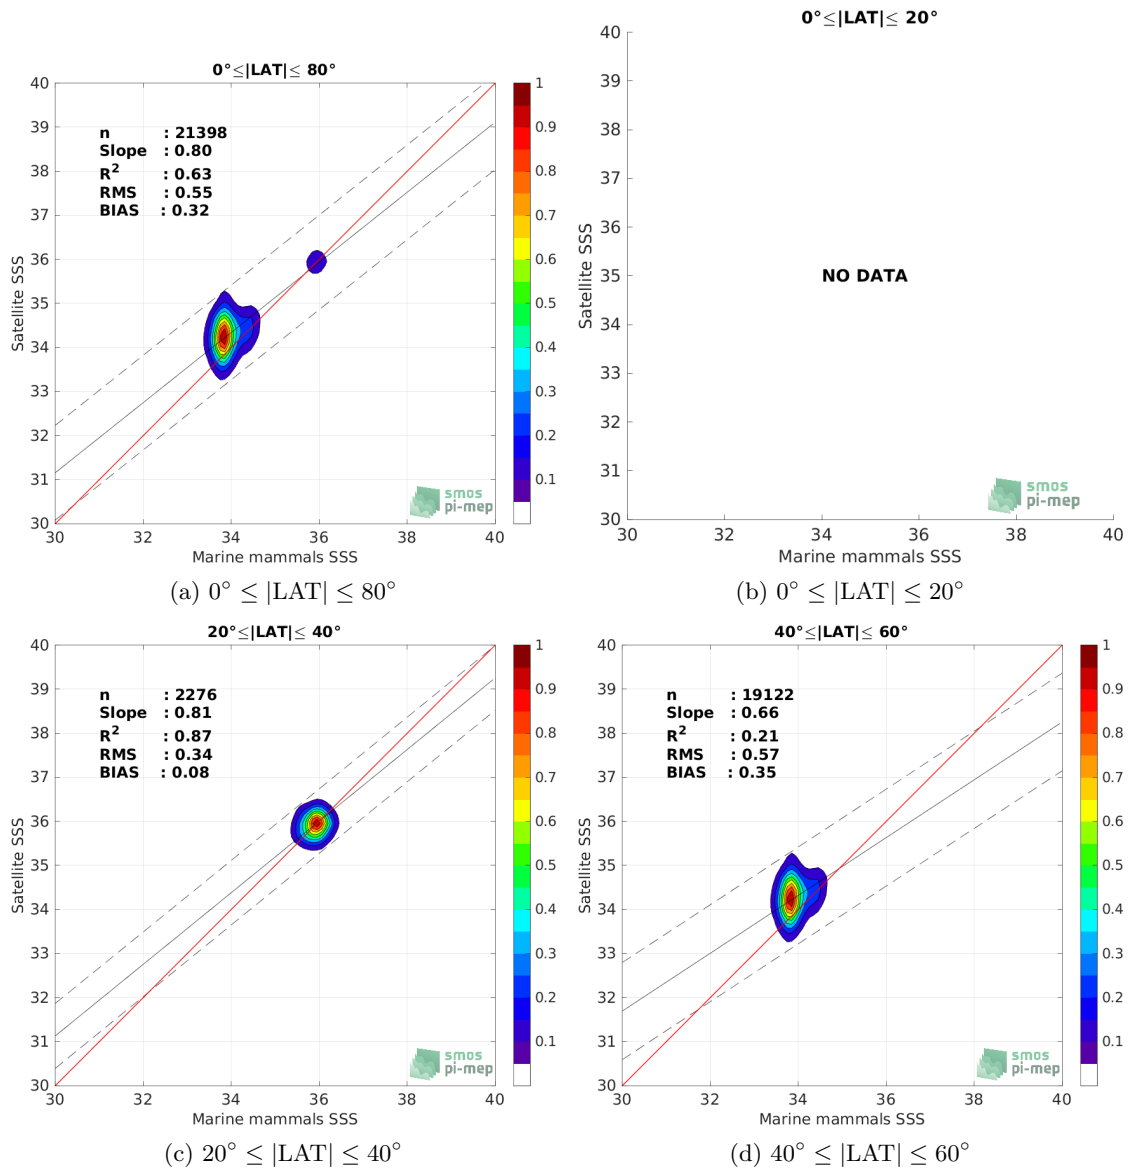 0°≤|LAT|≤ 80°
40
39
38
37
36
35
34
33
32
31
30
n : 21398
Slope : 0.80
R² : 0.63
RMS : 0.55
BIAS : 0.32
Satellite SSS
30 32 34 36 38 40
Marine mammals SSS
1
0.9
0.8
0.7
0.6
0.5
0.4
0.3
0.2
0.1
smos
pi-mep
(a) 0° ≤ |LAT| ≤ 80°
0°≤|LAT|≤ 20°
40
39
38
37
36
35
34
33
32
31
30
NO DATA
Satellite SSS
30 32 34 36 38 40
Marine mammals SSS
smos
pi-mep
(b) 0° ≤ |LAT| ≤ 20°
20°≤|LAT|≤ 40°
40
39
38
37
36
35
34
33
32
31
30
n : 2276
Slope : 0.81
R² : 0.87
RMS : 0.34
BIAS : 0.08
Satellite SSS
30 32 34 36 38 40
Marine mammals SSS
1
0.9
0.8
0.7
0.6
0.5
0.4
0.3
0.2
0.1
smos
pi-mep
(c) 20° ≤ |LAT| ≤ 40°
40°≤|LAT|≤ 60°
40
39
38
37
36
35
34
33
32
31
30
n : 19122
Slope : 0.66
R² : 0.21
RMS : 0.57
BIAS : 0.35
Satellite SSS
30 32 34 36 38 40
Marine mammals SSS
1
0.9
0.8
0.7
0.6
0.5
0.4
0.3
0.2
0.1
smos
pi-mep
(d) 40° ≤ |LAT| ≤ 60°